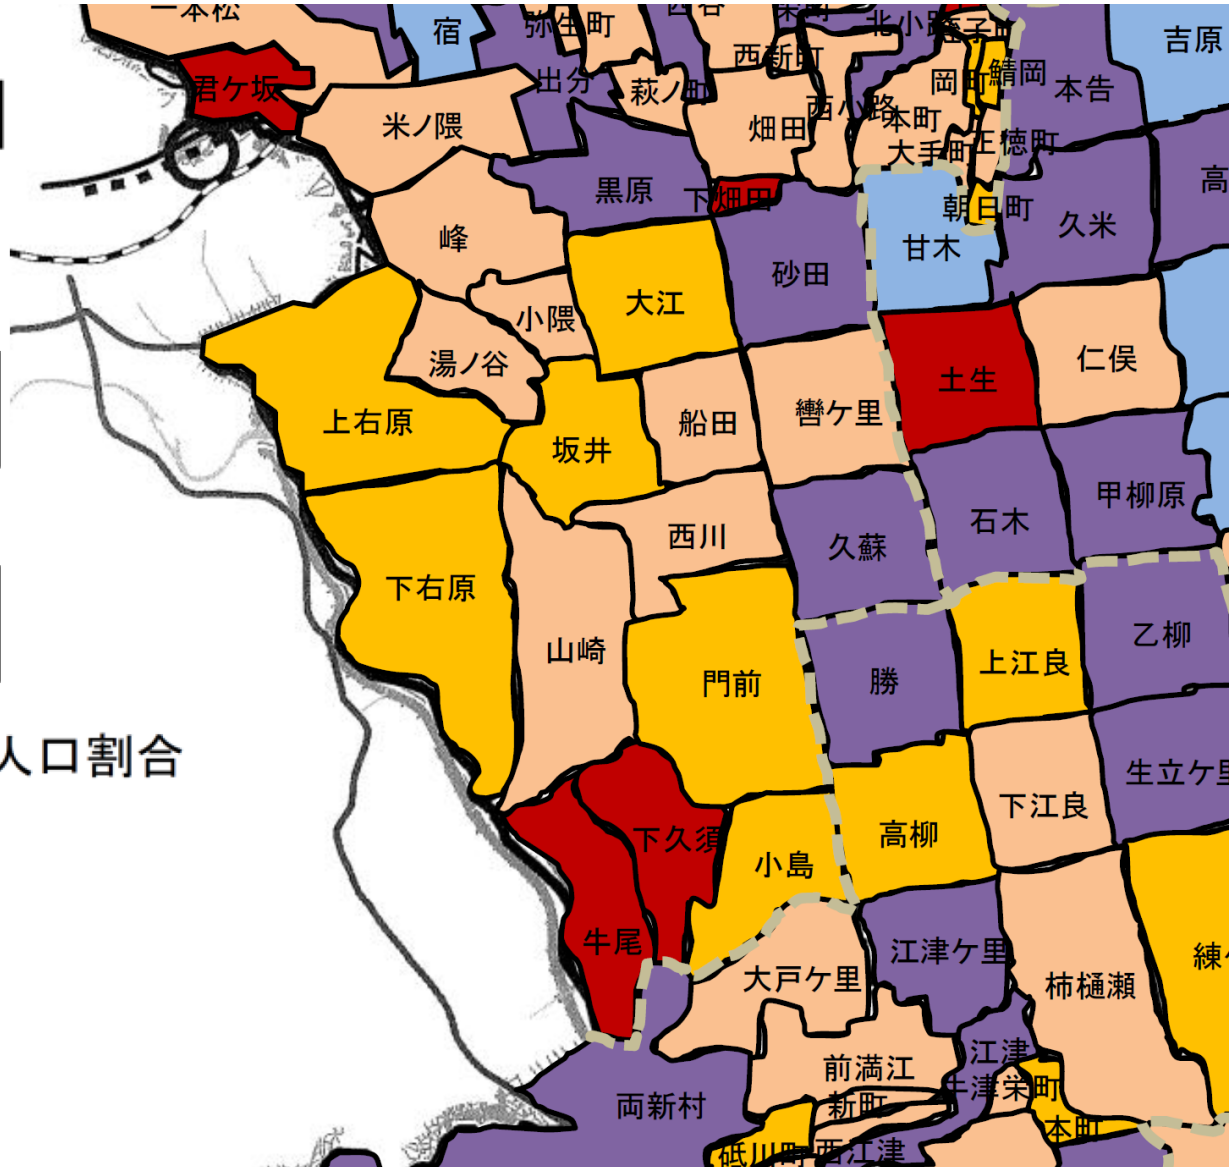 一本松
宿
弥生町
北小路
吉原
君ケ坂
出分
萩ノ町
西新町
岡町
鯖岡
本告
米ノ隈
畑田
西小路
本町
大手町
正徳町
黒原
下畑田
朝日町
久米
高
峰
砂田
甘木
小隈
大江
湯ノ谷
土生
仁俣
上右原
坂井
船田
轡ケ里
甲柳原
西川
久蘇
石木
下右原
山崎
門前
勝
上江良
乙柳
人口割合
生立ケ里
下久須
小島
高柳
下江良
牛尾
大戸ケ里
江津ケ里
柿樋瀬
練
前満江
江津
両新村
新町
牛津栄町
本町
砥川町
西江津